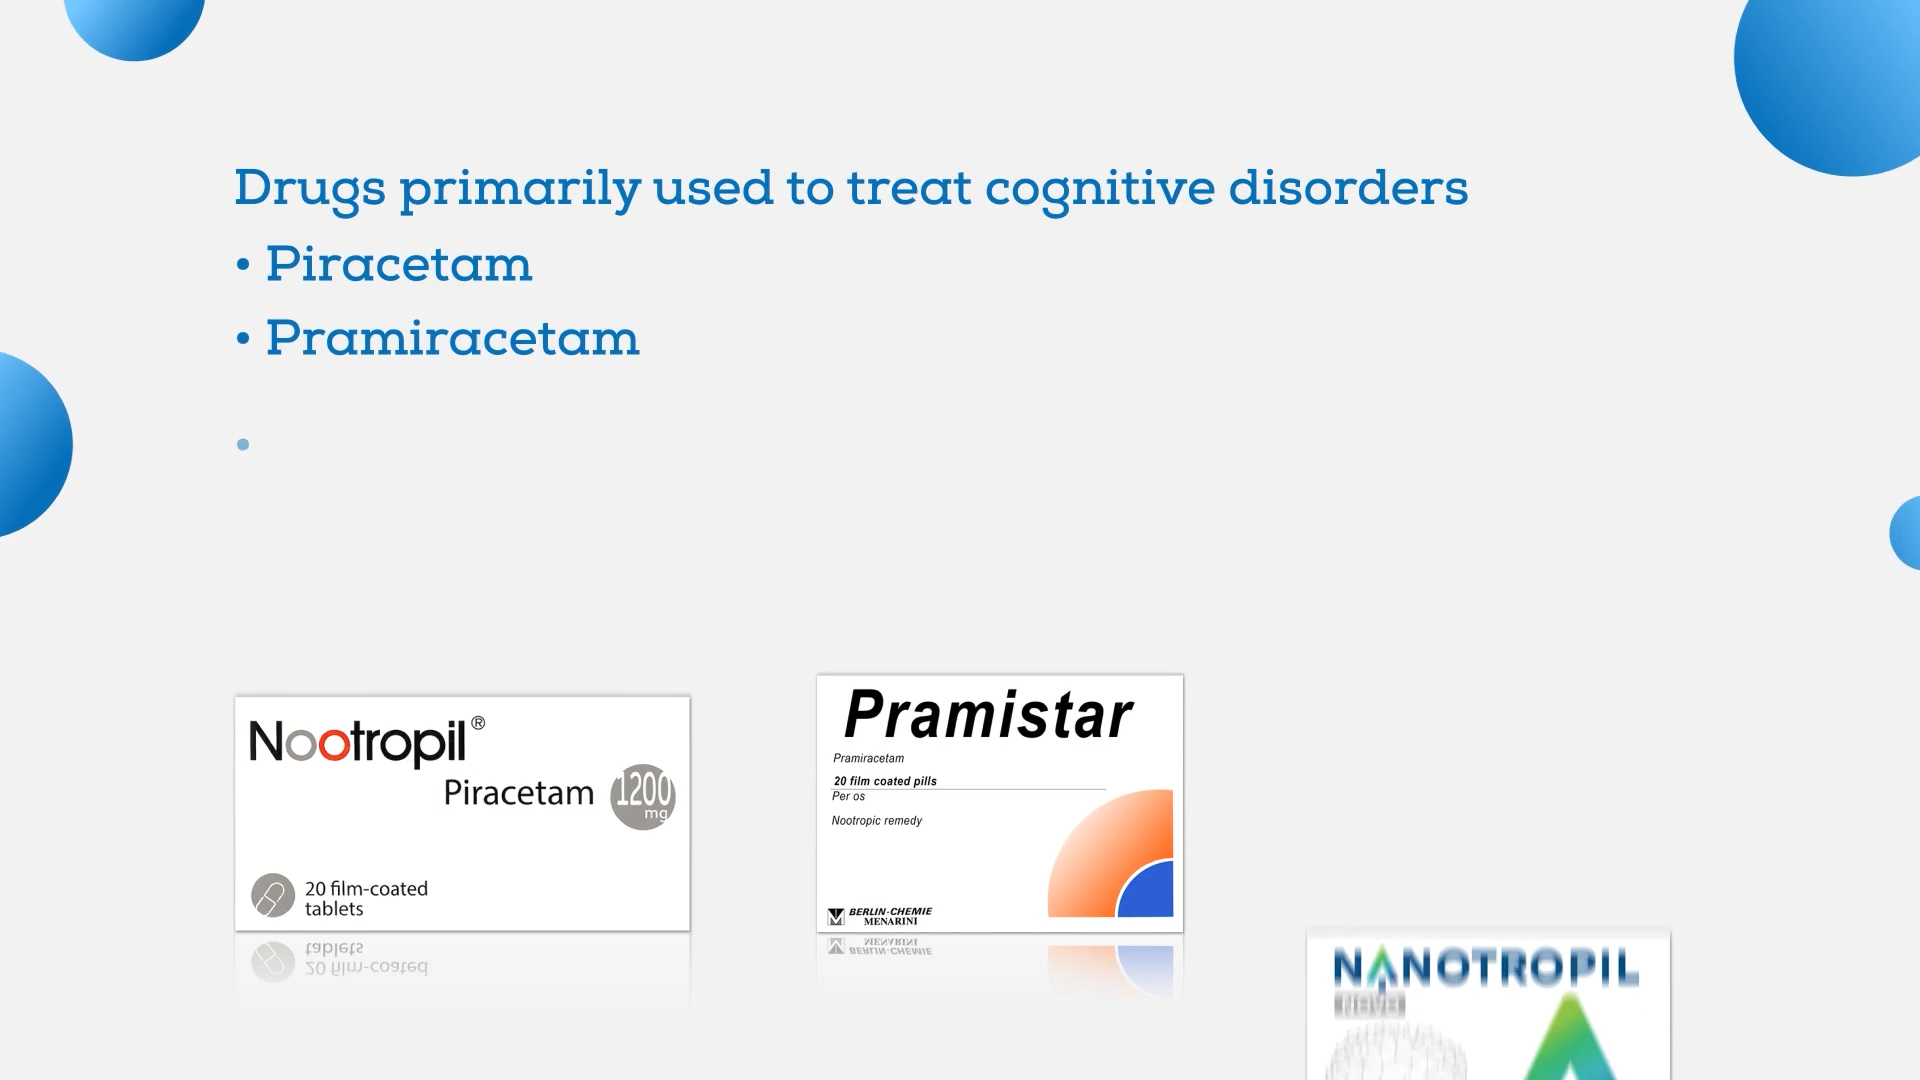 Drugs primarily used to treat cognitive disorders
• Piracetam
• Pramiracetam
•
Nootropil®
Piracetam
1200
mg
20 film-coated
tablets
Pramistar
Pramiracetam
20 film coated pills
Per os
Nootropic remedy
BERLIN-CHEMIE
MENARINI
NANOTROPIL